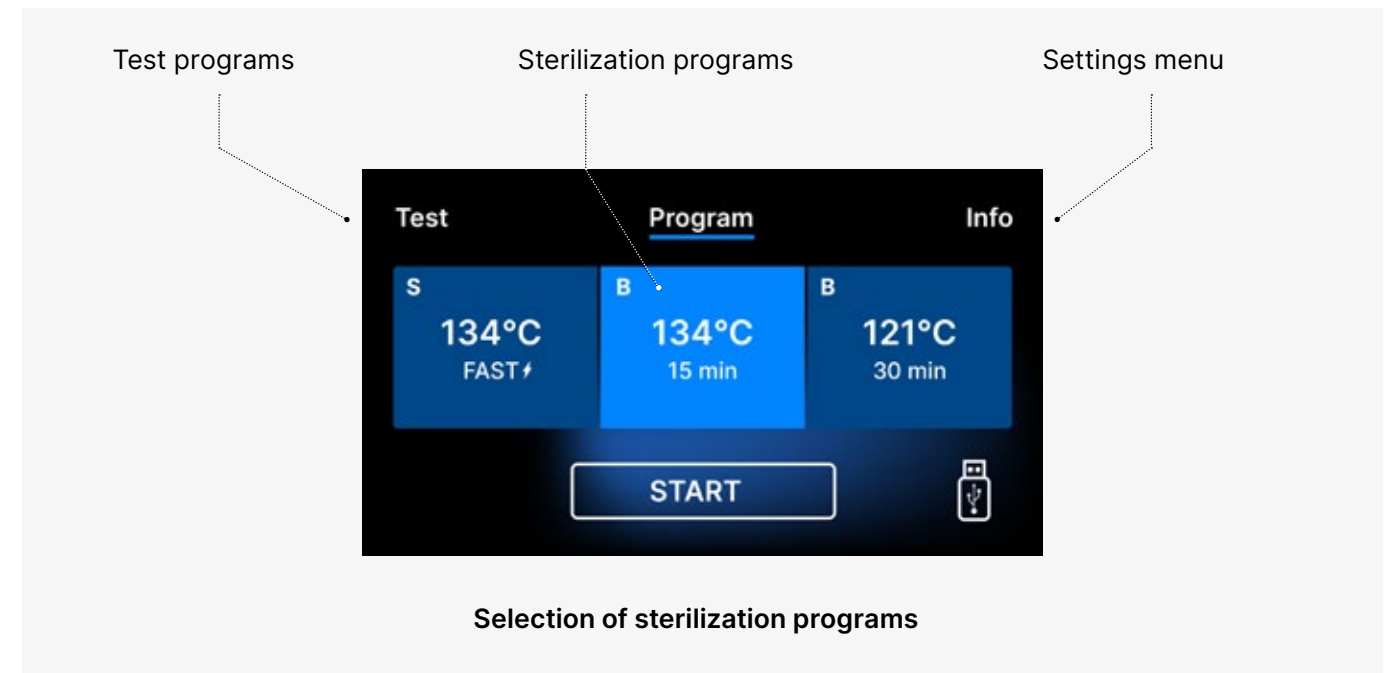 Test programs
Sterilization programs
Settings menu
Test
Program
Info
S
134°C
FAST
B
134°C
15 min
B
121°C
30 min
START
Selection of sterilization programs